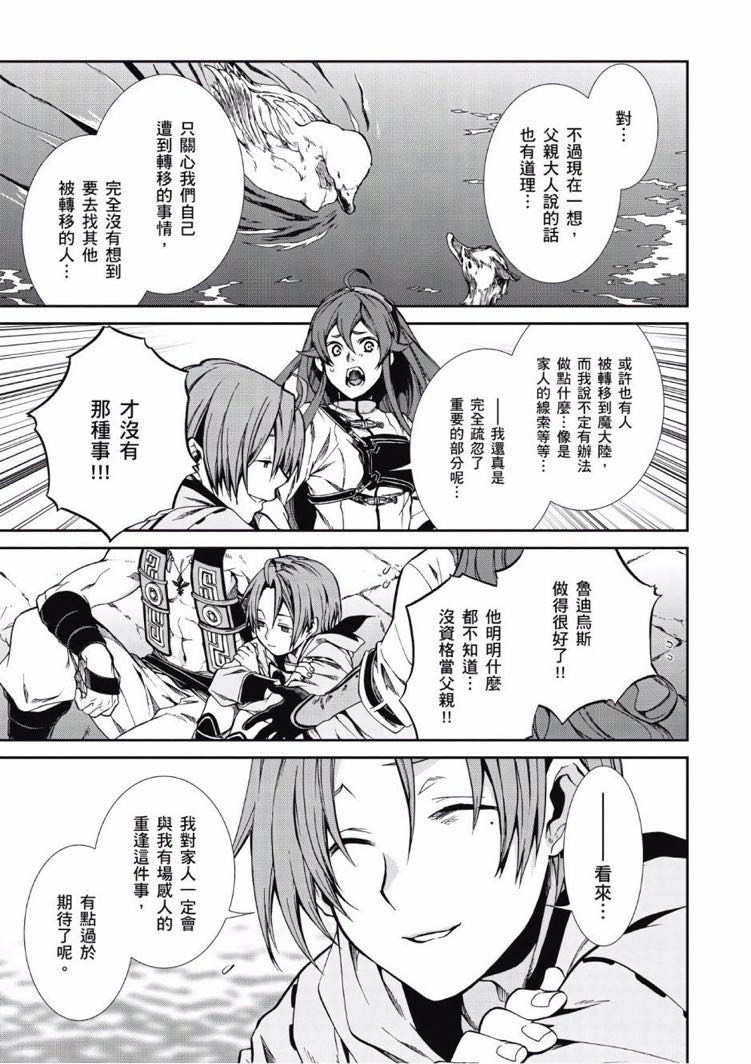 對⋯
不過現在一想，
父親大人說的話
也有道理⋯
只關心我們自己
遭到轉移的事情，
完全沒有想到
要去找其他
被轉移的人⋯
或許也有人
被轉移到魔大陸，
而我說不定有辦法
做點什麼⋯像是
家人的線索等等⋯
——我還真是
完全疏忽了
重要的部分呢⋯
才沒有
那種事!!!
魯迪烏斯
做得很好了!!
他明明什麼
都不知道⋯
沒資格當父親!!
——看來⋯
我對家人一定會
與我有場感人的
重逢這件事，
有點過於
期待了呢。